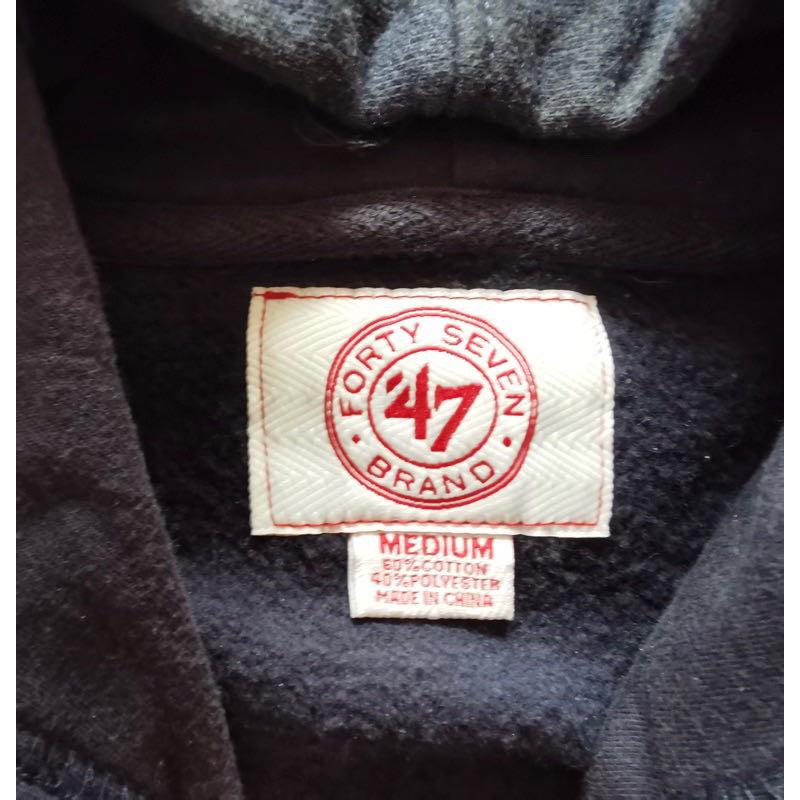 FORTY SEVEN
'47
BRAND
MEDIUM
60% COTTON
40% POLYESTER
MADE IN CHINA